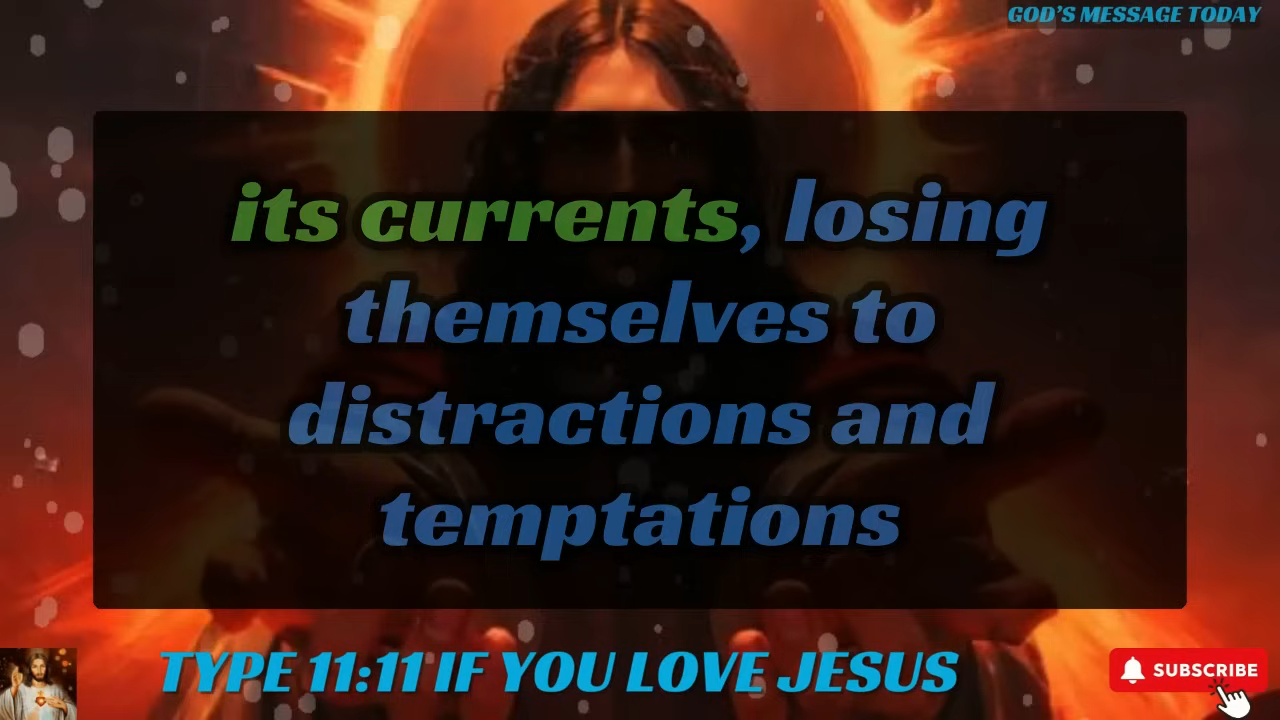 GOD'S MESSAGE TODAY
its currents, losing
themselves to
distractions and
temptations
TYPE 11:11 IF YOU LOVE JESUS
SUBSCRIBE